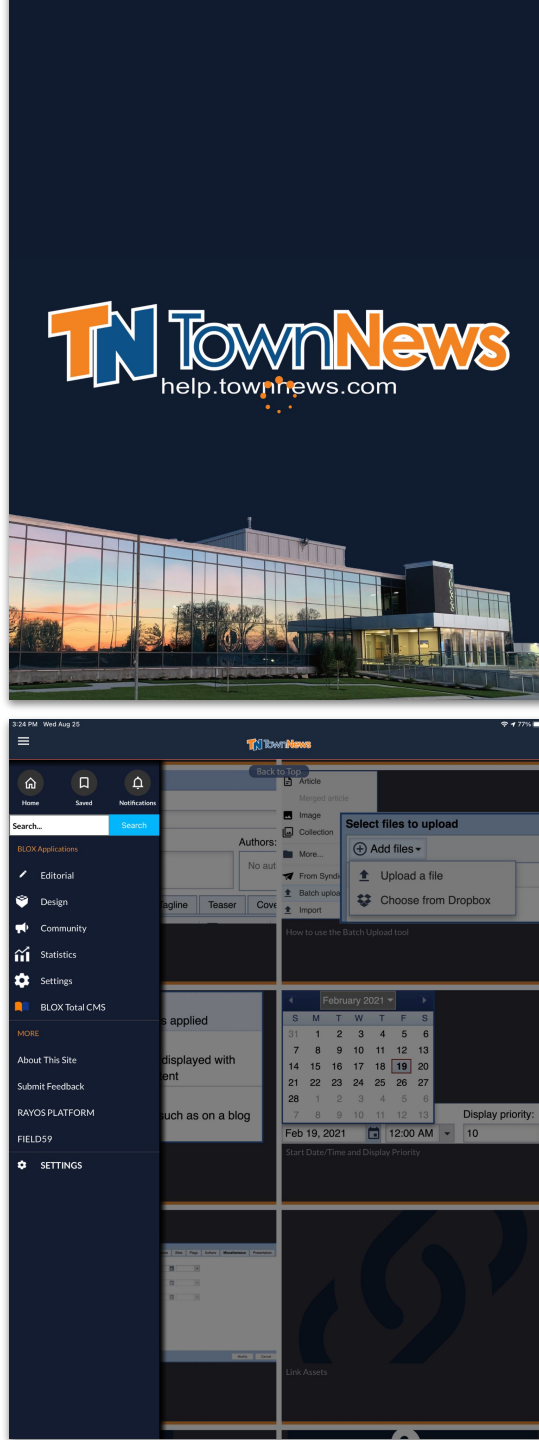 TN TownNews
help.townnews.com
3:24 PM Wed Aug 25
77%
TN TownNews
Back to Top
Home
Saved
Notifications
Search...
Search
BLOX Applications
Editorial
Design
Community
Statistics
Settings
BLOX Total CMS
MORE
About This Site
Submit Feedback
RAYOS PLATFORM
FIELD59
SETTINGS
Authors:
No aut
agline
Teaser
Cove
Article
Merged article
Image
Collection
More...
From Syndi
Batch uploa
Import
Select files to upload
Add files
Upload a file
Choose from Dropbox
How to use the Batch Upload tool
s applied
displayed with
ent
such as on a blog
February 2021
S M T W T F S
31 1 2 3 4 5 6
7 8 9 10 11 12 13
14 15 16 17 18 19 20
21 22 23 24 25 26 27
28 1 2 3 4 5 6
7 8 9 10 11 12 13
Display priority:
Feb 19, 2021
12:00 AM
10
Start Date/Time and Display Priority
Link Assets